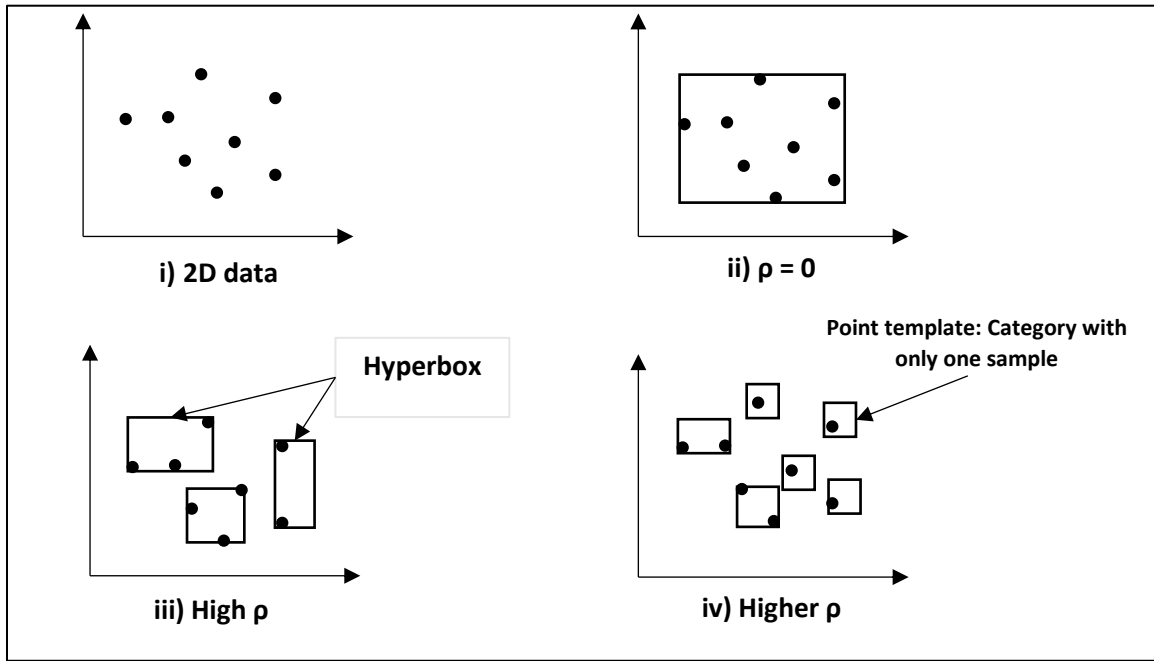 i) 2D data
ii) ρ = 0
Hyperbox
iii) High ρ
Point template: Category with
only one sample
iv) Higher ρ